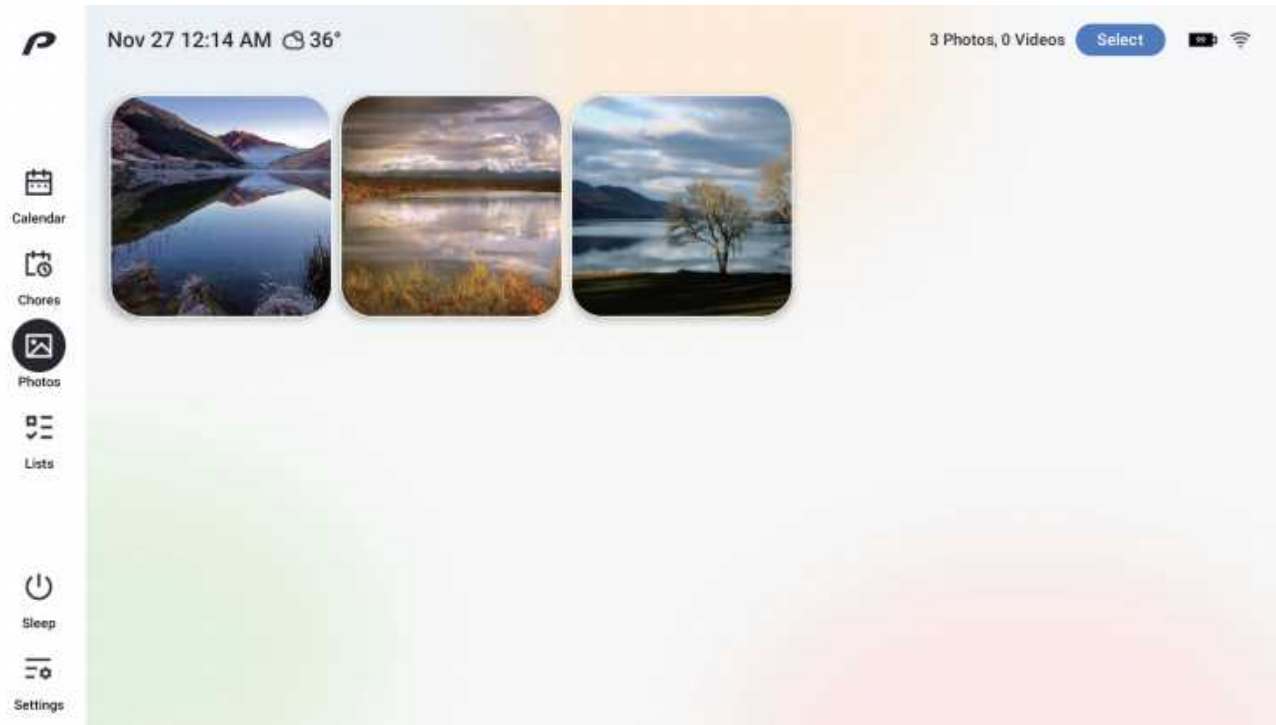 Nov 27 12:14 AM 36°
3 Photos, 0 Videos Select
Calendar
Chores
Photos
Lists
Sleep
Settings